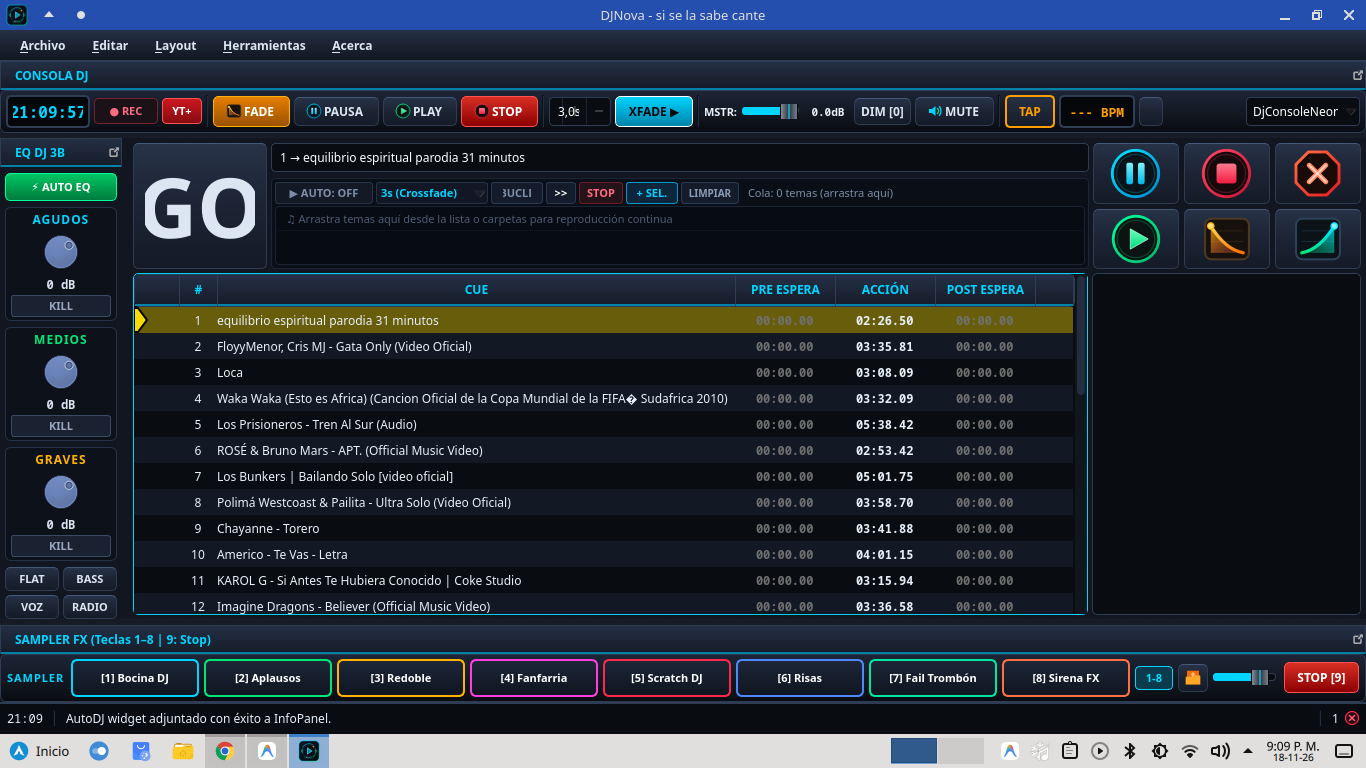 DJNova - si se la sabe cante
Archivo Editar Layout Herramientas Acerca
CONSOLA DJ
21:09:57 ● REC YT+ FADE PAUSA PLAY STOP 3,0s XFADE ▶ MSTR: 0.0dB DIM [0] MUTE TAP --- BPM DjConsoleNeor
EQ DJ 3B
⚡ AUTO EQ
AGUDOS
0 dB
KILL
MEDIOS
0 dB
KILL
GRAVES
0 dB
KILL
FLAT BASS
VOZ RADIO
GO
1 → equilibrio espiritual parodia 31 minutos
▶ AUTO: OFF 3s (Crossfade) >> STOP + SEL. LIMPIAR Cola: 0 temas (arrastra aquí)
♫ Arrastra temas aquí desde la lista o carpetas para reproducción continua
# CUE PRE ESPERA ACCIÓN POST ESPERA
1 equilibrio espiritual parodia 31 minutos 00:00.00 02:26.50 00:00.00
2 FloyyMenor, Cris MJ - Gata Only (Video Oficial) 00:00.00 03:35.81 00:00.00
3 Loca 00:00.00 03:08.09 00:00.00
4 Waka Waka (Esto es Africa) (Cancion Oficial de la Copa Mundial de la FIFA� Sudafrica 2010) 00:00.00 03:32.09 00:00.00
5 Los Prisioneros - Tren Al Sur (Audio) 00:00.00 05:38.42 00:00.00
6 ROSÉ & Bruno Mars - APT. (Official Music Video) 00:00.00 02:53.42 00:00.00
7 Los Bunkers | Bailando Solo [video oficial] 00:00.00 05:01.75 00:00.00
8 Polimá Westcoast & Pailita - Ultra Solo (Video Oficial) 00:00.00 03:58.70 00:00.00
9 Chayanne - Torero 00:00.00 03:41.88 00:00.00
10 Americo - Te Vas - Letra 00:00.00 04:01.15 00:00.00
11 KAROL G - Si Antes Te Hubiera Conocido | Coke Studio 00:00.00 03:15.94 00:00.00
12 Imagine Dragons - Believer (Official Music Video) 00:00.00 03:36.58 00:00.00
SAMPLER FX (Teclas 1–8 | 9: Stop)
SAMPLER [1] Bocina DJ [2] Aplausos [3] Redoble [4] Fanfarria [5] Scratch DJ [6] Risas [7] Fail Trombón [8] Sirena FX 1-8 STOP [9]
21:09 AutoDJ widget adjuntado con éxito a InfoPanel. 1
Inicio 9:09 P. M.
18-11-26